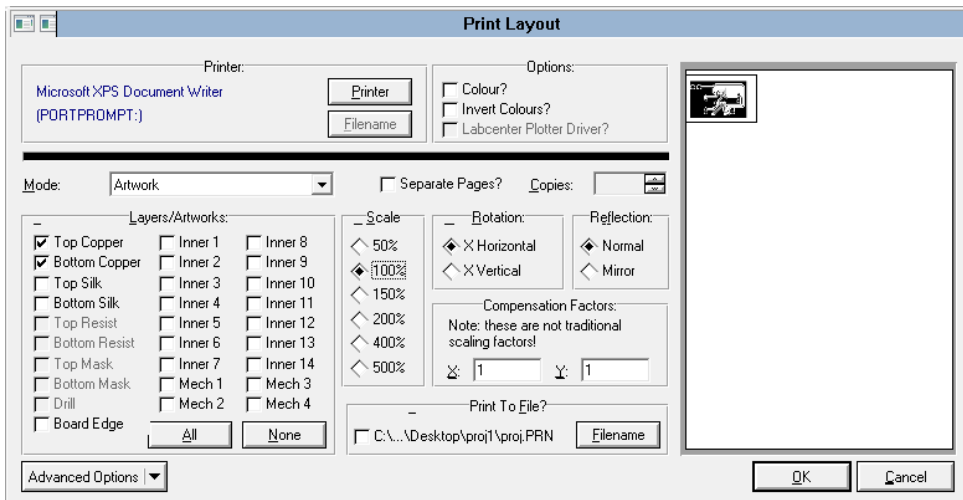 Print Layout
Printer:
Microsoft XPS Document Writer
(PORTPROMPT:)
Printer
Filename
Options:
Colour?
Invert Colours?
Labcenter Plotter Driver?
Mode:
Artwork
Separate Pages?
Copies:
Layers/Artworks:
Top Copper
Bottom Copper
Top Silk
Bottom Silk
Top Resist
Bottom Resist
Top Mask
Bottom Mask
Drill
Board Edge
Inner 1
Inner 2
Inner 3
Inner 4
Inner 5
Inner 6
Inner 7
Mech 1
Mech 2
Inner 8
Inner 9
Inner 10
Inner 11
Inner 12
Inner 13
Inner 14
Mech 3
Mech 4
All
None
Scale
50%
100%
150%
200%
400%
500%
Rotation:
X Horizontal
X Vertical
Reflection:
Normal
Mirror
Compensation Factors:
Note: these are not traditional
scaling factors!
X: 1
Y: 1
Print To File?
C:\...\Desktop\proj1\proj.PRN
Filename
Advanced Options
OK
Cancel